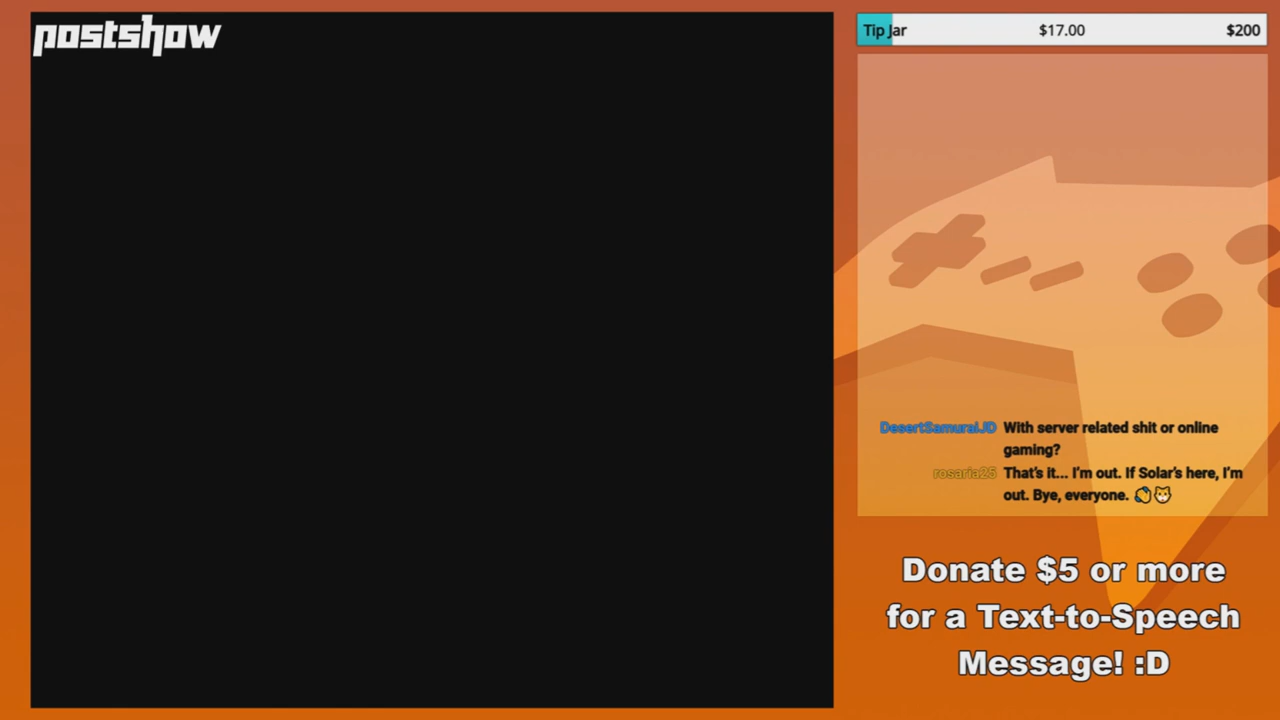 postshow
Tip Jar $17.00 $200
DesertSamuraiJD With server related shit or online
gaming?
rosaria25 That's it... I'm out. If Solar's here, I'm
out. Bye, everyone. 👋🐱
Donate $5 or more
for a Text-to-Speech
Message! :D